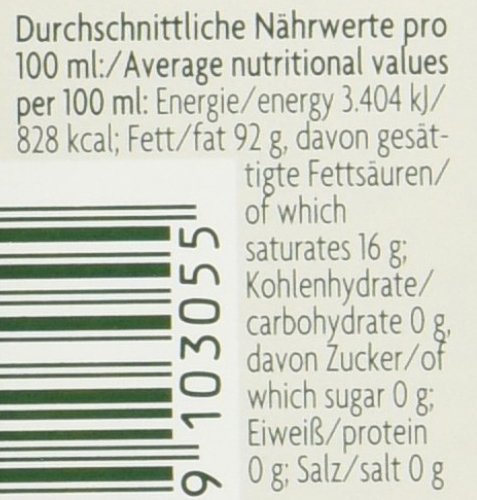 Durchschnittliche Nährwerte pro
100 ml:/Average nutritional values
per 100 ml: Energie/energy 3.404 kJ/
828 kcal; Fett/fat 92 g, davon gesät-
tigte Fettsäuren/
of which
saturates 16 g;
Kohlenhydrate/
carbohydrate 0 g,
davon Zucker/of
which sugar 0 g;
Eiweiß/protein
0 g; Salz/salt 0 g
9 103055